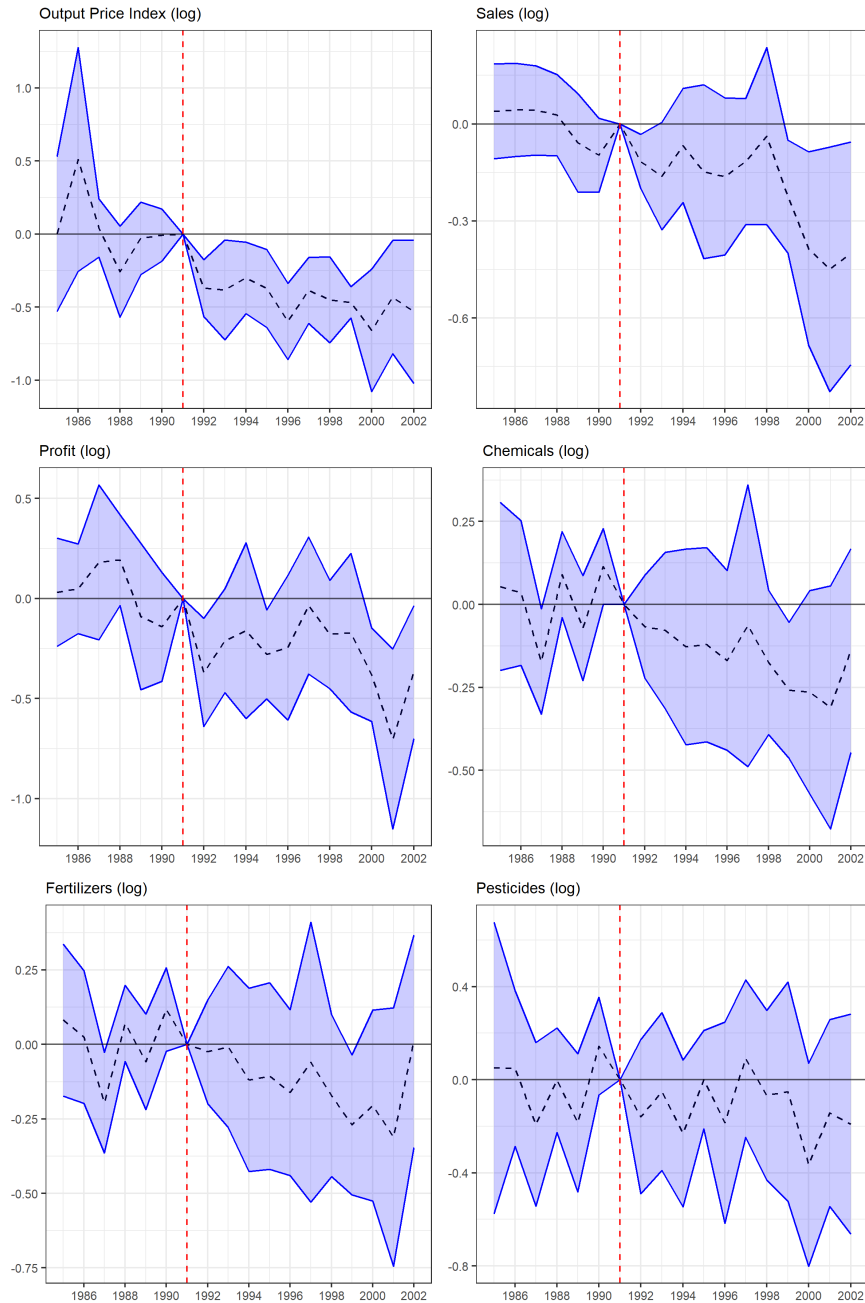 Output Price Index (log)
1.0
0.5
0.0
-0.5
-1.0
1986 1988 1990 1992 1994 1996 1998 2000 2002
Sales (log)
0.0
-0.3
-0.6
1986 1988 1990 1992 1994 1996 1998 2000 2002
Profit (log)
0.5
0.0
-0.5
-1.0
1986 1988 1990 1992 1994 1996 1998 2000 2002
Chemicals (log)
0.25
0.00
-0.25
-0.50
1986 1988 1990 1992 1994 1996 1998 2000 2002
Fertilizers (log)
0.25
0.00
-0.25
-0.50
-0.75
1986 1988 1990 1992 1994 1996 1998 2000 2002
Pesticides (log)
0.4
0.0
-0.4
-0.8
1986 1988 1990 1992 1994 1996 1998 2000 2002